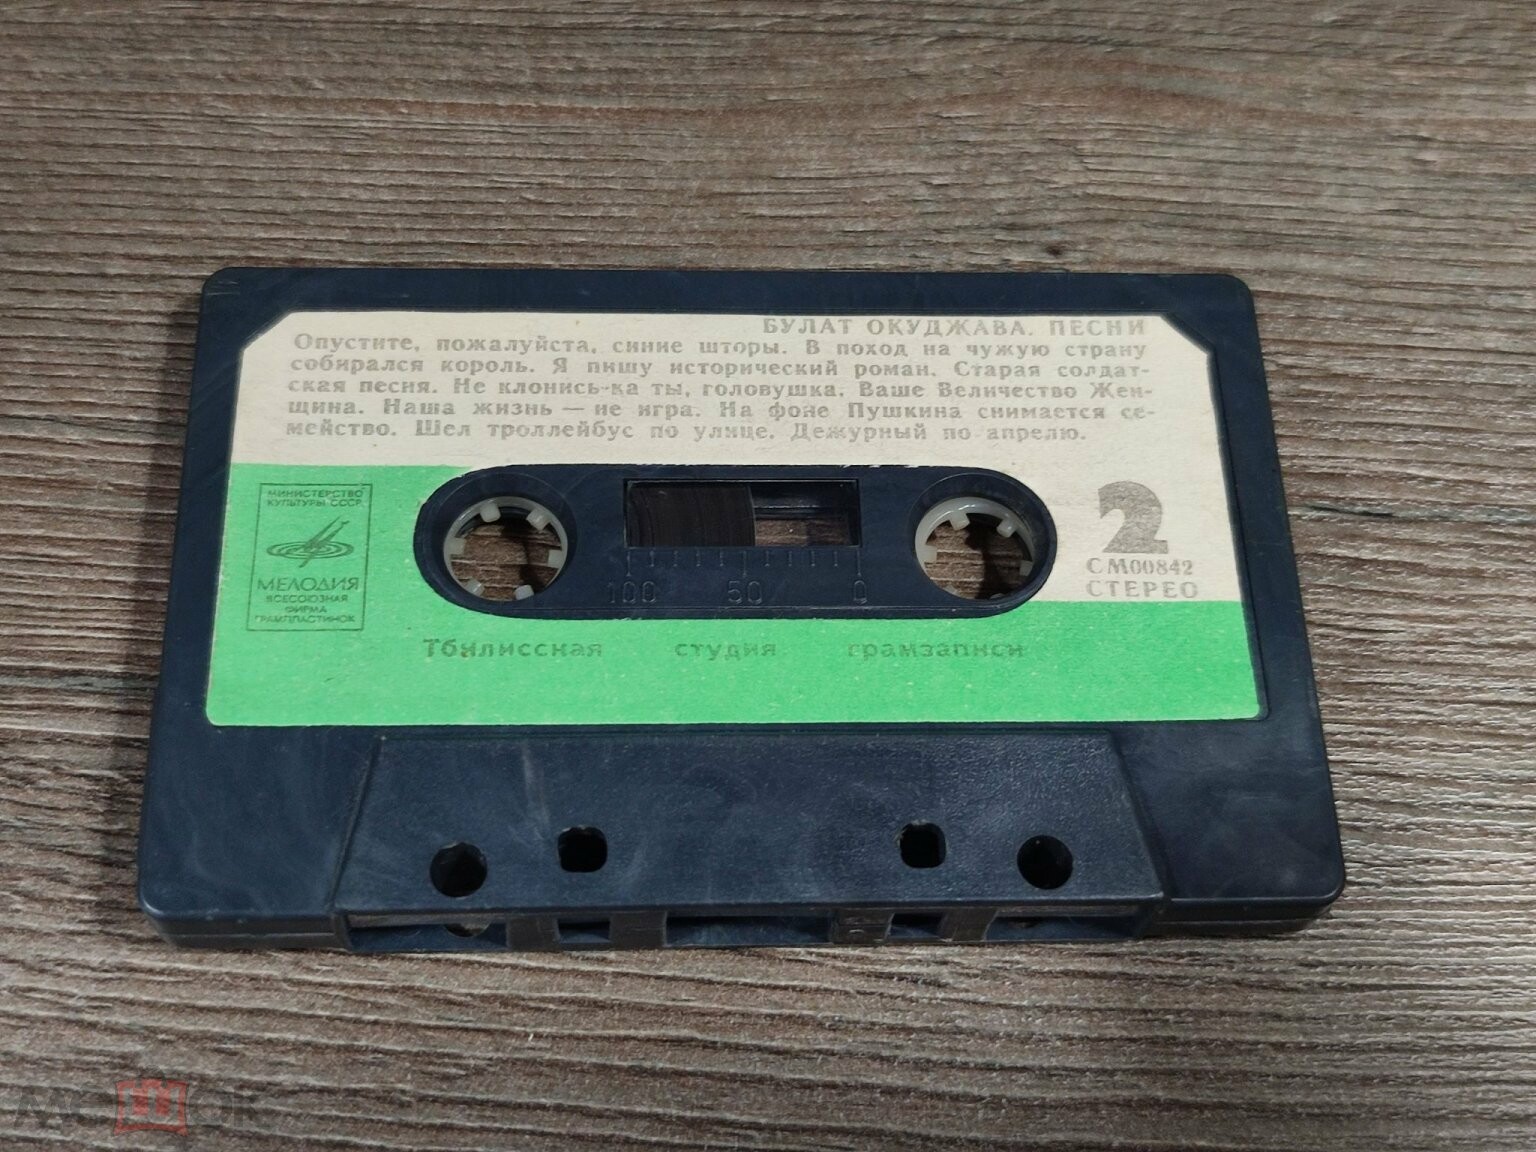 БУЛАТ ОКУДЖАВА. ПЕСНИ
Опустите, пожалуйста, синие шторы. В поход на чужую страну
собирался король. Я пишу исторический роман. Старая солдат-
ская песня. Не клонись-ка ты, головушка. Ваше Величество Жен-
щина. Наша жизнь — не игра. На фоне Пушкина снимается се-
мейство. Шел троллейбус по улице. Дежурный по апрелю.
МИНИСТЕРСТВО
КУЛЬТУРЫ СССР
МЕЛОДИЯ
ВСЕСОЮЗНАЯ
ФИРМА
ГРАМПЛАСТИНОК
100 50 0
2
СМ00842
СТЕРЕО
Тбилисская студия грамзаписи
МЕШОК